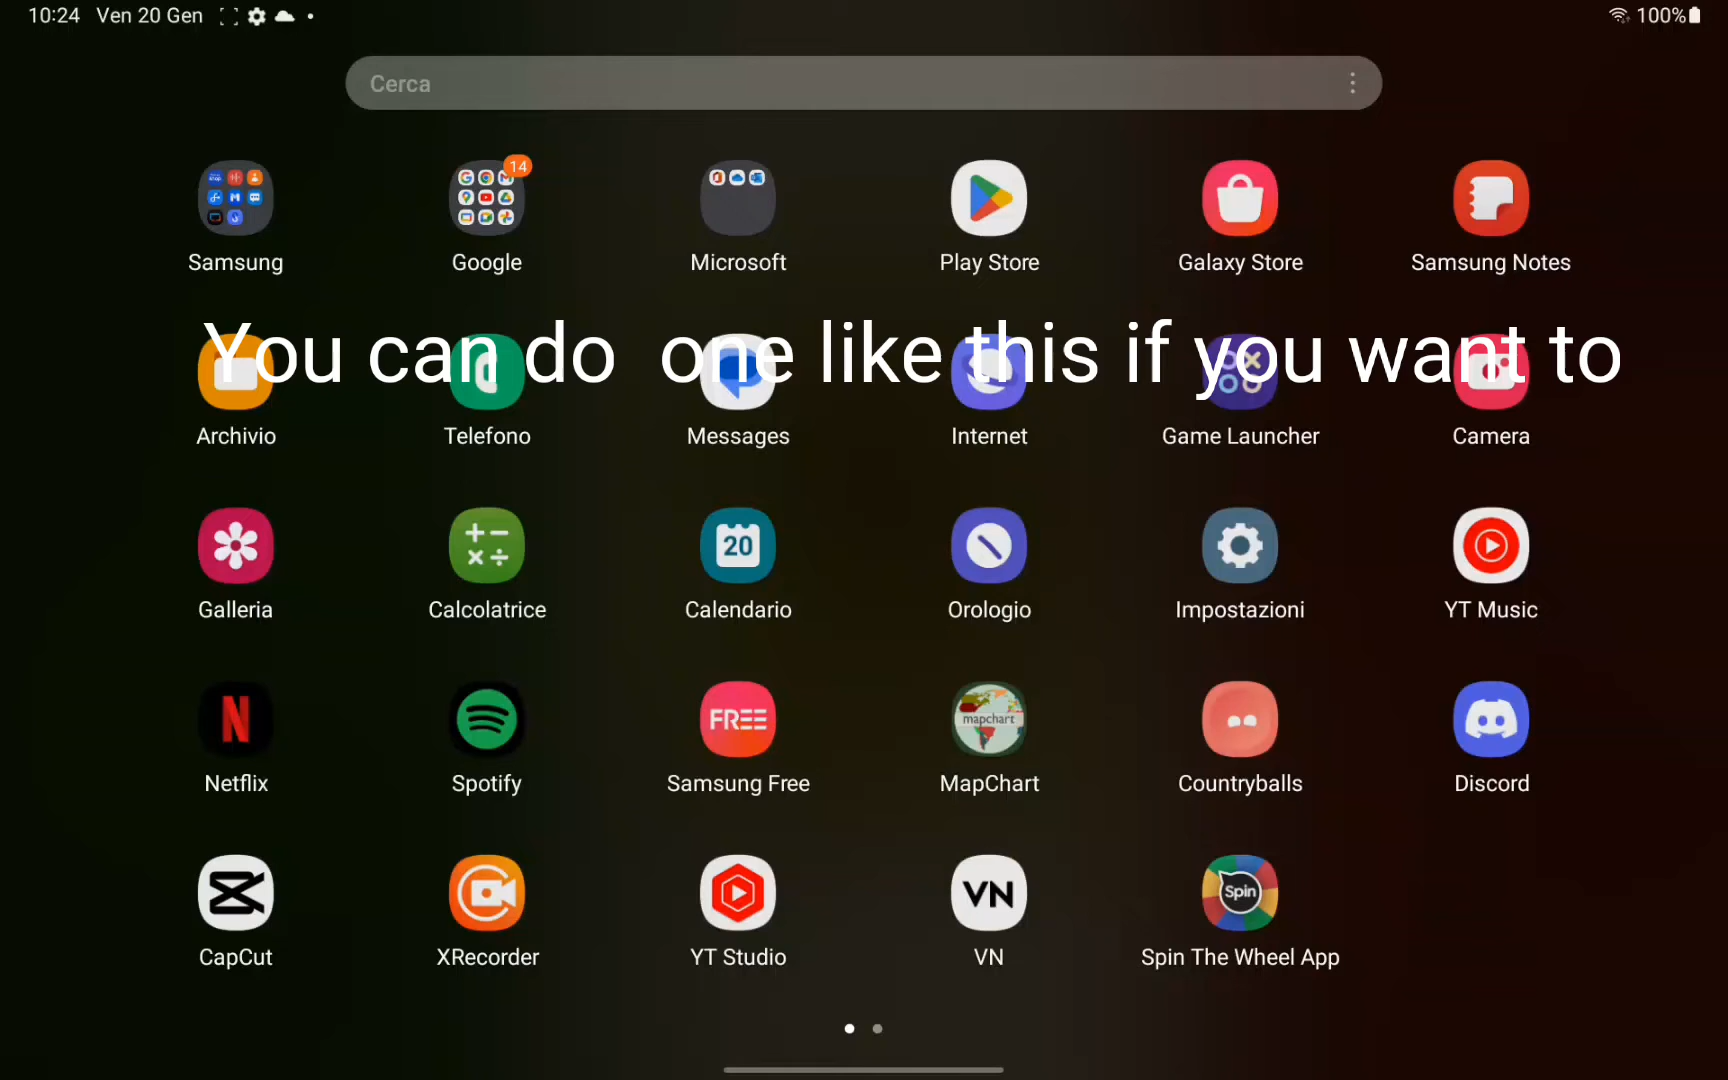 10:24 Ven 20 Gen
100%
Cerca
14
Samsung Google Microsoft Play Store Galaxy Store Samsung Notes
You can do one like this if you want to
Archivio Telefono Messages Internet Game Launcher Camera
20
Galleria Calcolatrice Calendario Orologio Impostazioni YT Music
N
FREE
mapchart
Netflix Spotify Samsung Free MapChart Countryballs Discord
VN
Spin
CapCut XRecorder YT Studio VN Spin The Wheel App